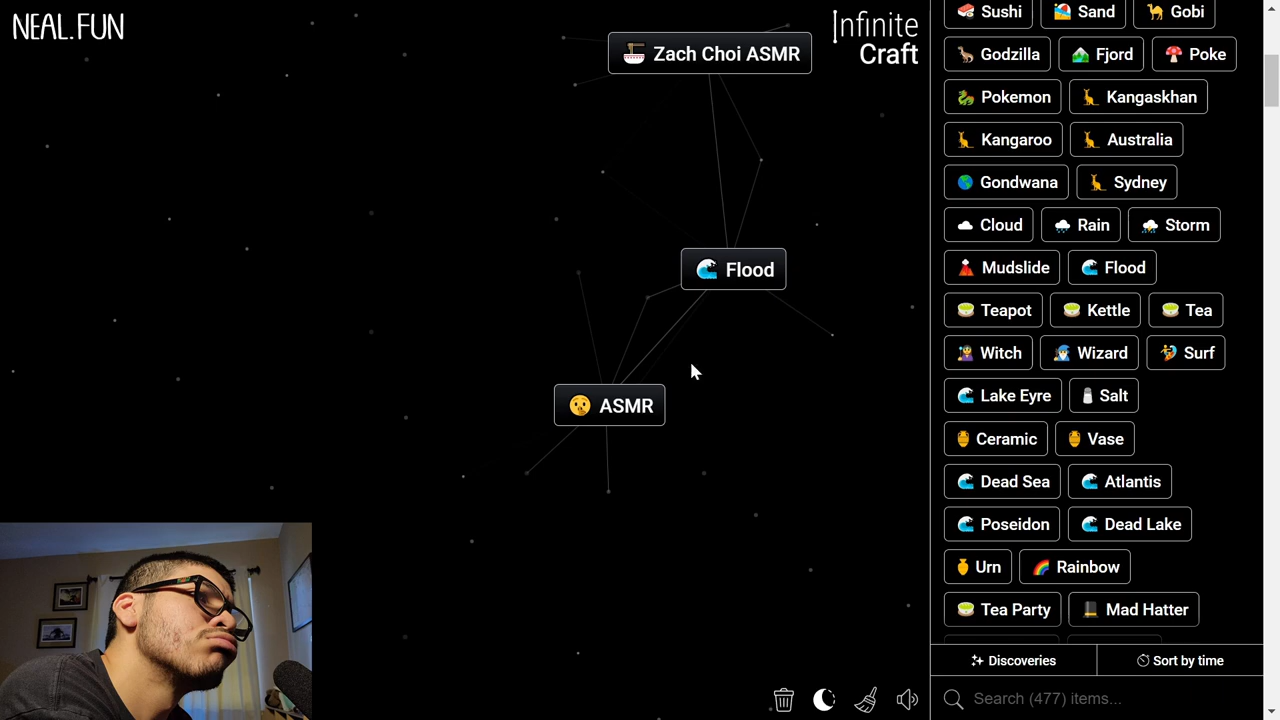 NEAL.FUN
Infinite
Craft
Zach Choi ASMR
Flood
ASMR
Sushi Sand Gobi
Godzilla Fjord Poke
Pokemon Kangaskhan
Kangaroo Australia
Gondwana Sydney
Cloud Rain Storm
Mudslide Flood
Teapot Kettle Tea
Witch Wizard Surf
Lake Eyre Salt
Ceramic Vase
Dead Sea Atlantis
Poseidon Dead Lake
Urn Rainbow
Tea Party Mad Hatter
Discoveries Sort by time
Search (477) items...